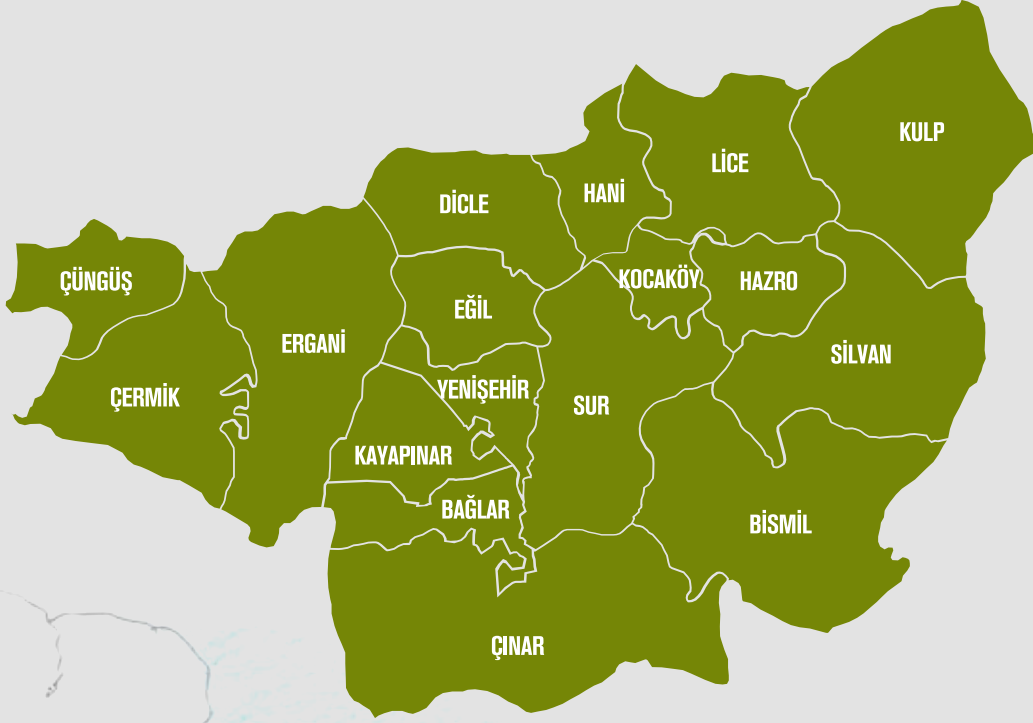 KULP
LİCE
HANİ
DİCLE
ÇÜNGÜŞ
KOCAKÖY
HAZRO
EĞİL
ERGANİ
SİLVAN
YENİŞEHİR
ÇERMİK
SUR
KAYAPINAR
BAĞLAR
BİSMİL
ÇINAR